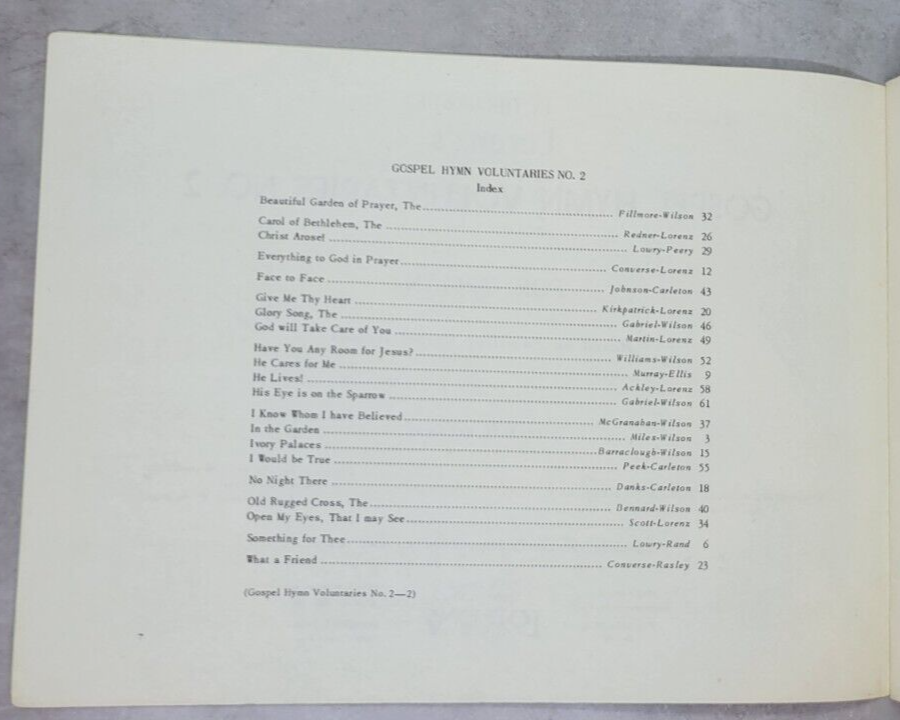 GOSPEL HYMN VOLUNTARIES NO. 2
Index
Beautiful Garden of Prayer, The Fillmore-Wilson 32
Carol of Bethlehem, The Redner-Lorenz 26
Christ Arose! Lowry-Peery 29
Everything to God in Prayer Converse-Lorenz 12
Face to Face Johnson-Carleton 43
Give Me Thy Heart Kirkpatrick-Lorenz 20
Glory Song, The Gabriel-Wilson 46
God will Take Care of You Martin-Lorenz 49
Have You Any Room for Jesus? Williams-Wilson 52
He Cares for Me Murray-Ellis 9
He Lives! Ackley-Lorenz 58
His Eye is on the Sparrow Gabriel-Wilson 61
I Know Whom I have Believed McGranahan-Wilson 37
In the Garden Miles-Wilson 3
Ivory Palaces Barraclough-Wilson 15
I Would be True Peek-Carleton 55
No Night There Danks-Carleton 18
Old Rugged Cross, The Bennard-Wilson 40
Open My Eyes, That I may See Scott-Lorenz 34
Something for Thee Lowry-Rand 6
What a Friend Converse-Rasley 23
(Gospel Hymn Voluntaries No. 2—2)